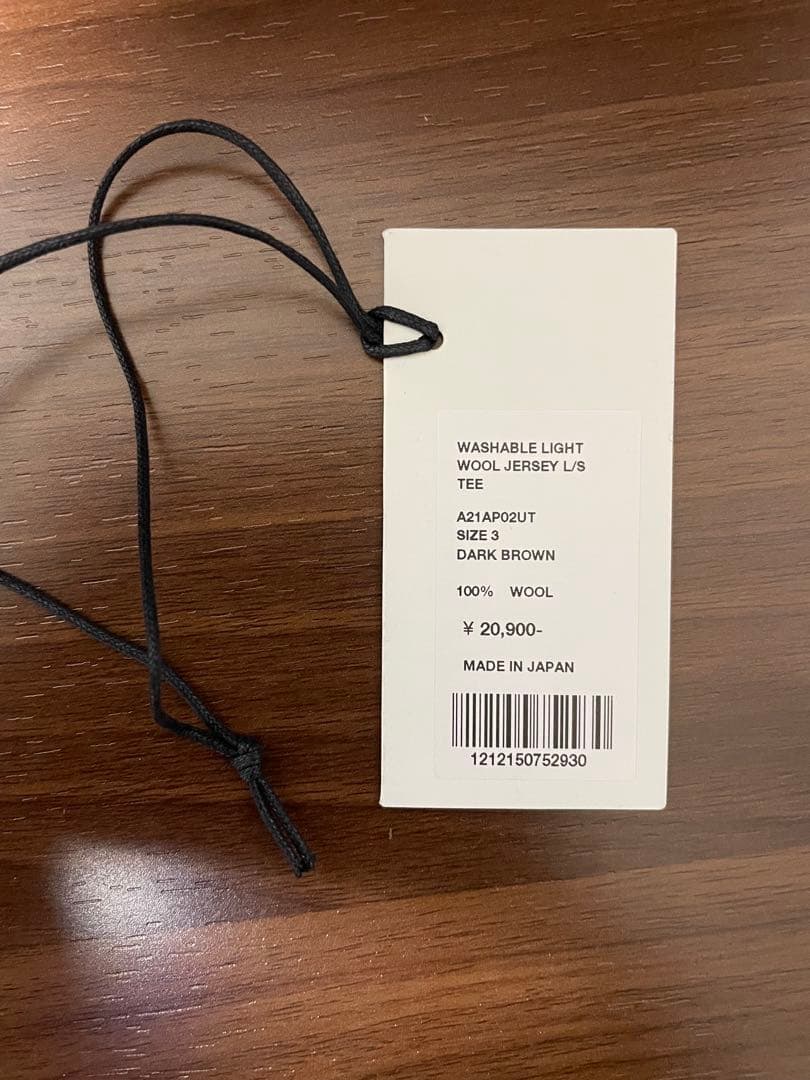 WASHABLE LIGHT
WOOL JERSEY L/S
TEE
A21AP02UT
SIZE 3
DARK BROWN
100% WOOL
¥ 20,900-
MADE IN JAPAN
1212150752930